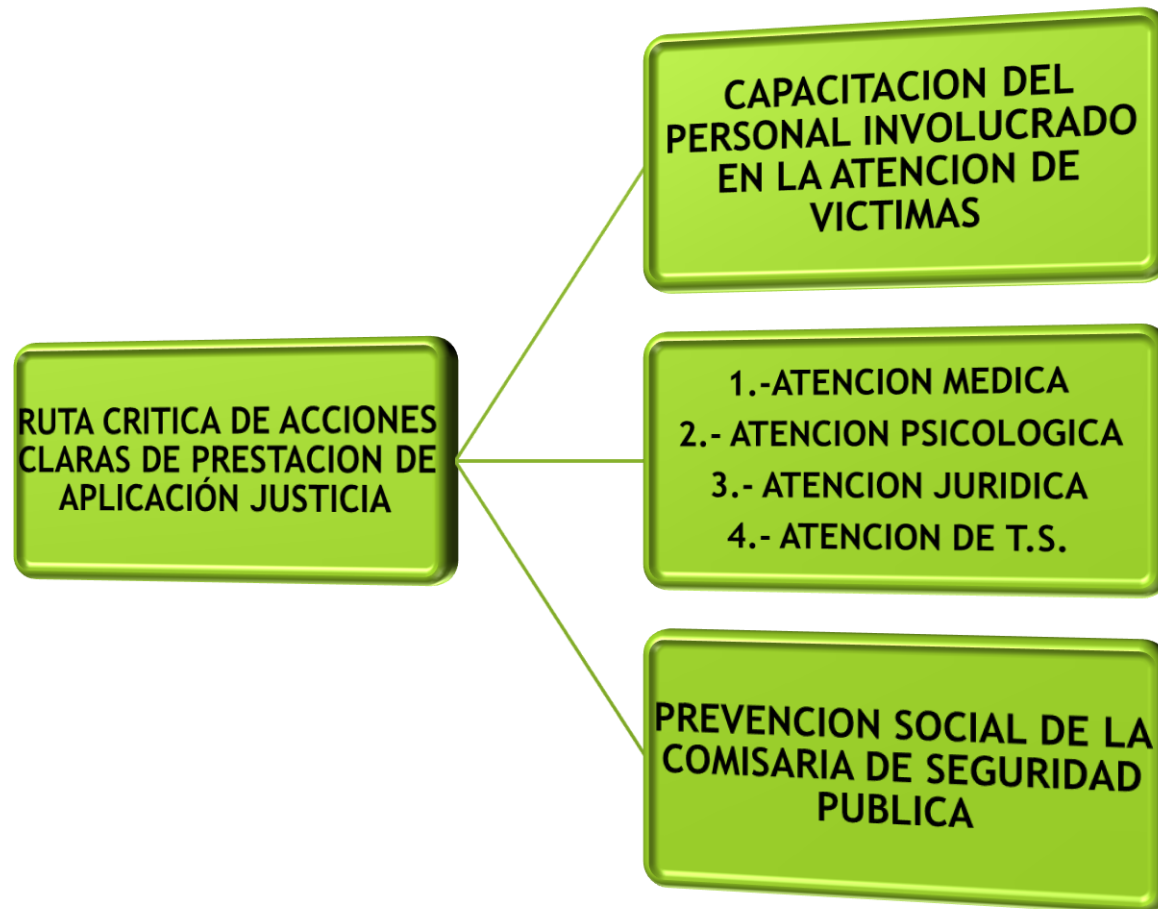 RUTA CRITICA DE ACCIONES
CLARAS DE PRESTACION DE
APLICACIÓN JUSTICIA
CAPACITACION DEL
PERSONAL INVOLUCRADO
EN LA ATENCION DE
VICTIMAS
1.-ATENCION MEDICA
2.- ATENCION PSICOLOGICA
3.- ATENCION JURIDICA
4.- ATENCION DE T.S.
PREVENCION SOCIAL DE LA
COMISARIA DE SEGURIDAD
PUBLICA